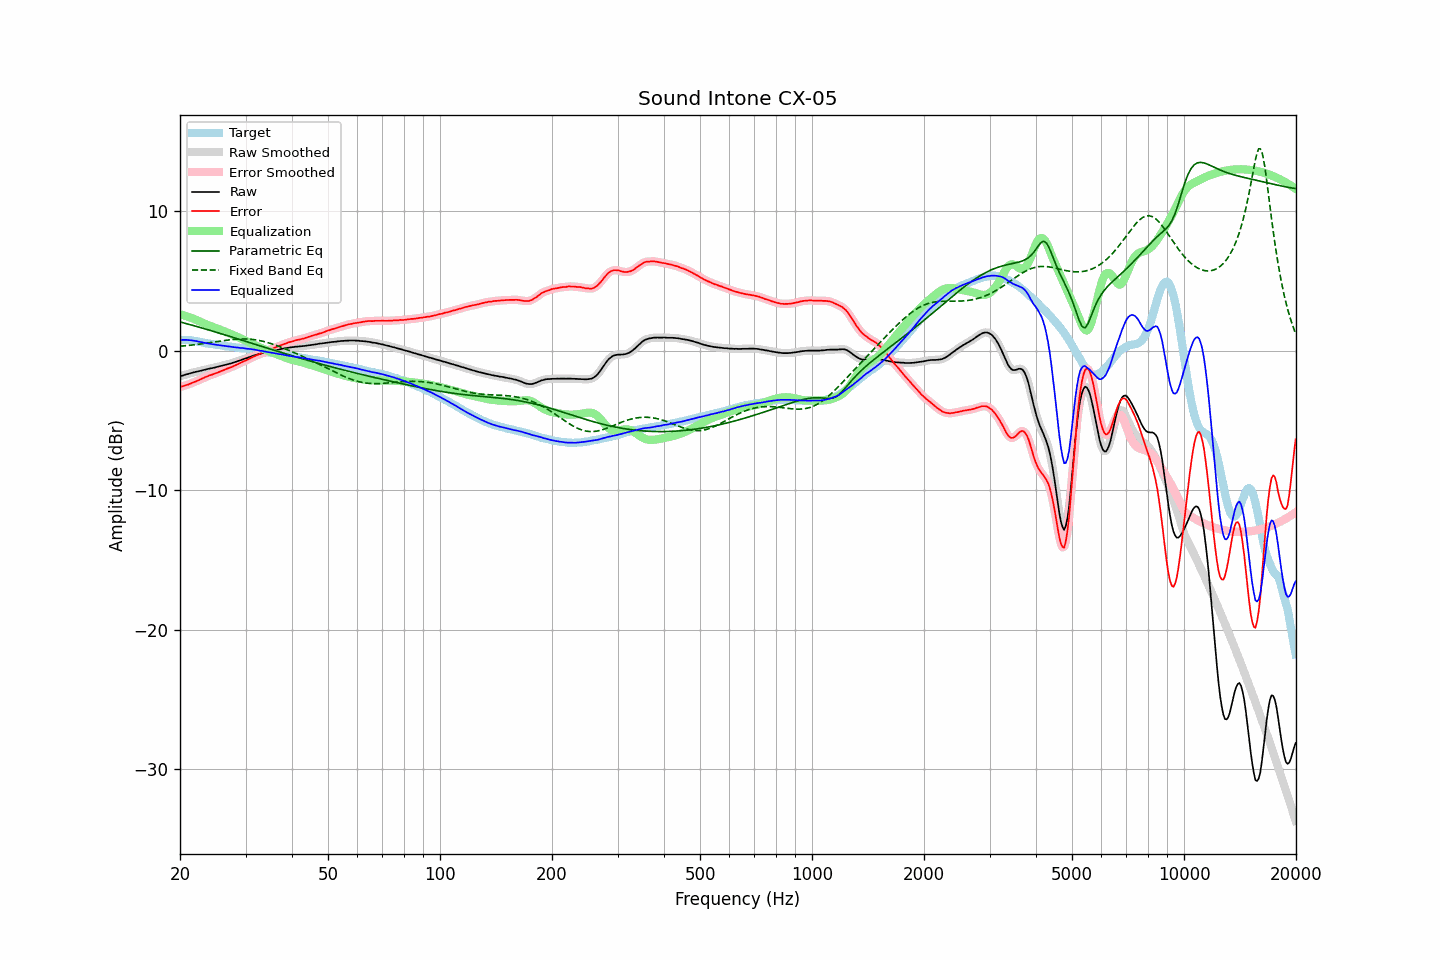 Sound Intone CX-05
Target
Raw Smoothed
Error Smoothed
Raw
Error
Equalization
Parametric Eq
Fixed Band Eq
Equalized
10
0
−10
−20
−30
Amplitude (dBr)
20 50 100 200 500 1000 2000 5000 10000 20000
Frequency (Hz)